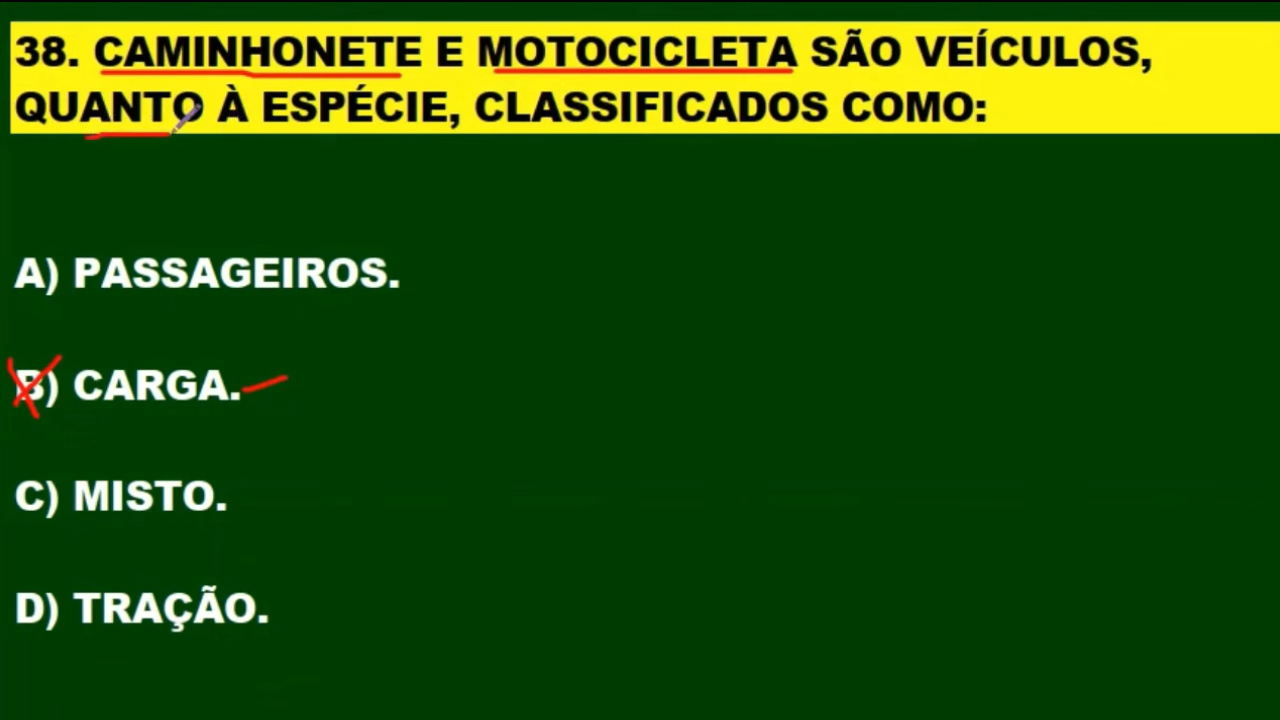 38. CAMINHONETE E MOTOCICLETA SÃO VEÍCULOS,
QUANTO À ESPÉCIE, CLASSIFICADOS COMO:
A) PASSAGEIROS.
B) CARGA.
C) MISTO.
D) TRAÇÃO.